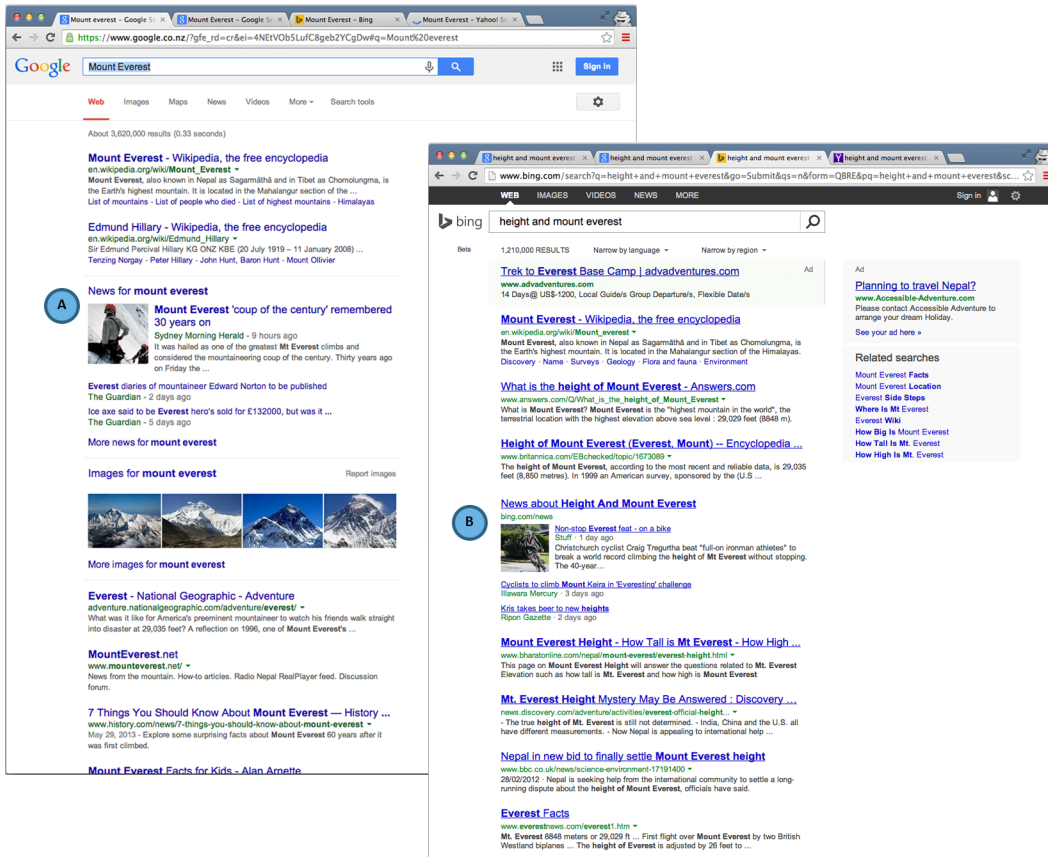 Mount everest - Google Se
Mount Everest - Google Se
Mount Everest - Bing
Mount Everest - Yahoo! Se
https://www.google.co.nz/?gfe_rd=cr&ei=4NEtVOb5LufC8geb2YCgDw#q=Mount%20everest
Google
Mount Everest
Sign in
Web Images Maps News Videos More Search tools
About 3,620,000 results (0.33 seconds)
Mount Everest - Wikipedia, the free encyclopedia
en.wikipedia.org/wiki/Mount_Everest
Mount Everest, also known in Nepal as Sagarmāthā and in Tibet as Chomolungma, is
the Earth's highest mountain. It is located in the Mahalangur section of the ...
List of mountains - List of people who died - List of highest mountains - Himalayas
Edmund Hillary - Wikipedia, the free encyclopedia
en.wikipedia.org/wiki/Edmund_Hillary
Sir Edmund Percival Hillary KG ONZ KBE (20 July 1919 – 11 January 2008) ...
Tenzing Norgay - Peter Hillary - John Hunt, Baron Hunt - Mount Ollivier
A
News for mount everest
Mount Everest 'coup of the century' remembered
30 years on
Sydney Morning Herald - 9 hours ago
It was hailed as one of the greatest Mt Everest climbs and
considered the mountaineering coup of the century. Thirty years ago
on Friday the ...
Everest diaries of mountaineer Edward Norton to be published
The Guardian - 2 days ago
Ice axe said to be Everest hero's sold for £132000, but was it ...
The Guardian - 5 days ago
More news for mount everest
Images for mount everest
Report images
More images for mount everest
Everest - National Geographic - Adventure
adventure.nationalgeographic.com/adventure/everest/
What was it like for America's preeminent mountaineer to watch his friends walk straight
into disaster at 29,035 feet? A reflection on 1996, one of Mount Everest's ...
MountEverest.net
www.mounteverest.net/
News from the mountain. How-to articles. Radio Nepal RealPlayer feed. Discussion
forum.
7 Things You Should Know About Mount Everest — History ...
www.history.com/news/7-things-you-should-know-about-mount-everest
May 29, 2013 - Explore some surprising facts about Mount Everest 60 years after it
was first climbed.
Mount Everest Facts for Kids - Alan Arnette
height and mount everest
height and mount everest
height and mount everest
height and mount everest
www.bing.com/search?q=height+and+mount+everest&go=Submit&qs=n&form=QBRE&pq=height+and+mount+everest&sc...
WEB IMAGES VIDEOS NEWS MORE
Sign in
bing
height and mount everest
Beta
1,210,000 RESULTS
Narrow by language
Narrow by region
Trek to Everest Base Camp | advadventures.com
Ad
www.advadventures.com
14 Days@ US$-1200, Local Guide/s Group Departure/s, Flexible Date/s
Mount Everest - Wikipedia, the free encyclopedia
en.wikipedia.org/wiki/Mount_everest
Mount Everest, also known in Nepal as Sagarmāthā and in Tibet as Chomolungma, is
the Earth's highest mountain. It is located in the Mahalangur section of the Himalayas.
Discovery · Name · Surveys · Geology · Flora and fauna · Environment
What is the height of Mount Everest - Answers.com
www.answers.com/Q/What_is_the_height_of_Mount_Everest
What is Mount Everest? Mount Everest is the "highest mountain in the world", the
terrestrial location with the highest elevation above sea level : 29,029 feet (8848 m).
Height of Mount Everest (Everest, Mount) -- Encyclopedia ...
www.britannica.com/EBchecked/topic/1673089
The height of Mount Everest, according to the most recent and reliable data, is 29,035
feet (8,850 metres). In 1999 an American survey, sponsored by the (U.S ...
B
News about Height And Mount Everest
bing.com/news
Non-stop Everest feat - on a bike
Stuff · 1 day ago
Christchurch cyclist Craig Tregurtha beat "full-on ironman athletes" to
break a world record climbing the height of Mt Everest without stopping.
The 40-year...
Cyclists to climb Mount Keira in 'Everesting' challenge
Illawara Mercury · 3 days ago
Kris takes beer to new heights
Ripon Gazette · 2 days ago
Mount Everest Height - How Tall is Mt Everest - How High ...
www.bharatonline.com/nepal/mount-everest/everest-height.html
This page on Mount Everest Height will answer the questions related to Mt. Everest
Elevation such as how tall is Mt. Everest and how high is Mount Everest
Mt. Everest Height Mystery May Be Answered : Discovery ...
news.discovery.com/adventure/activities/everest-official-height...
- The true height of Mt. Everest is still not determined. - India, China and the U.S. all
have different measurements. - Now Nepal is appealing to international help ...
Nepal in new bid to finally settle Mount Everest height
www.bbc.co.uk/news/science-environment-17191400
28/02/2012 · Nepal is seeking help from the international community to settle a long-
running dispute about the height of Mount Everest, officials have said.
Everest Facts
www.everestnews.com/everest1.htm
Mt. Everest 8848 meters or 29,029 ft ... First flight over Mount Everest by two British
Westland biplanes ... The height of Everest is adjusted by 26 feet to ...
Ad
Planning to travel Nepal?
www.Accessible-Adventure.com
Please contact Accessible Adventure to
arrange your dream Holiday.
See your ad here »
Related searches
Mount Everest Facts
Mount Everest Location
Everest Side Steps
Where Is Mt Everest
Everest Wiki
How Big Is Mount Everest
How Tall Is Mt. Everest
How High Is Mt. Everest